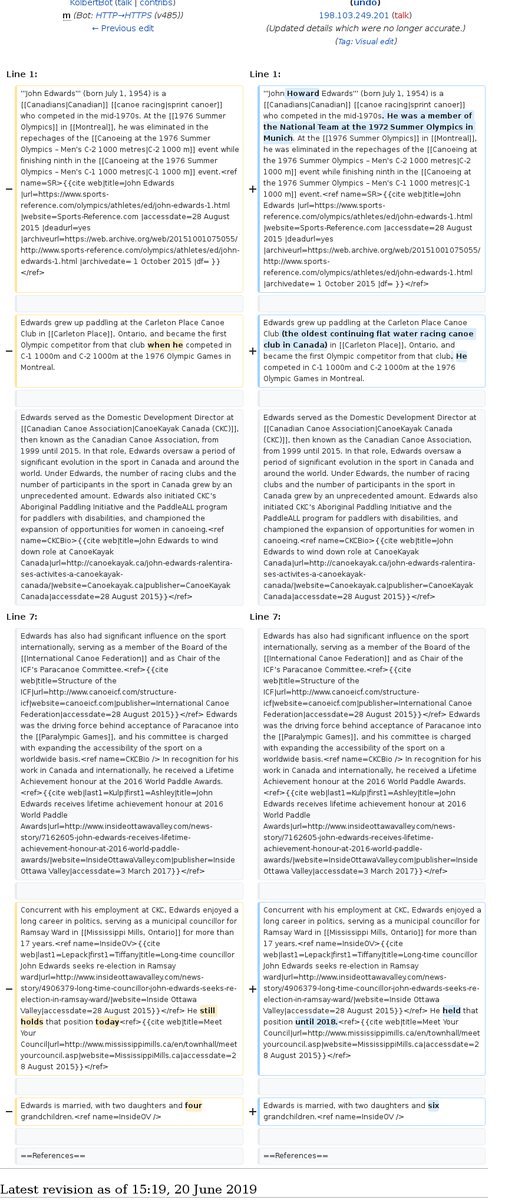 KolbertBot (talk | contribs)
m (Bot: HTTP→HTTPS (v485))
← Previous edit
(undo)
198.103.249.201 (talk)
(Updated details which were no longer accurate.)
(Tag: Visual edit)
Line 1:
Line 1:
−
'''John Edwards''' (born July 1, 1954) is a
[[Canadians|Canadian]] [[canoe racing|sprint canoer]]
who competed in the mid-1970s. At the [[1976 Summer
Olympics]] in [[Montreal]], he was eliminated in the
repechages of the [[Canoeing at the 1976 Summer
Olympics – Men's C-2 1000 metres|C-2 1000 m]] event while
finishing ninth in the [[Canoeing at the 1976 Summer
Olympics – Men's C-1 1000 metres|C-1 1000 m]] event.<ref
name=SR>{{cite web|title=John Edwards
|url=https://www.sports-
reference.com/olympics/athletes/ed/john-edwards-1.html
|website=Sports-Reference.com |accessdate=28 August
2015 |deadurl=yes
|archiveurl=https://web.archive.org/web/20151001075055/
http://www.sports-reference.com/olympics/athletes/ed/john-
edwards-1.html |archivedate= 1 October 2015 |df= }}
</ref>
+
'''John Howard Edwards''' (born July 1, 1954) is a
[[Canadians|Canadian]] [[canoe racing|sprint canoer]]
who competed in the mid-1970s. He was a member of
the National Team at the 1972 Summer Olympics in
Munich. At the [[1976 Summer Olympics]] in [[Montreal]],
he was eliminated in the repechages of the [[Canoeing at
the 1976 Summer Olympics – Men's C-2 1000 metres|C-2
1000 m]] event while finishing ninth in the [[Canoeing at
the 1976 Summer Olympics – Men's C-1 1000 metres|C-1
1000 m]] event.<ref name=SR>{{cite web|title=John
Edwards |url=https://www.sports-
reference.com/olympics/athletes/ed/john-edwards-1.html
|website=Sports-Reference.com |accessdate=28 August
2015 |deadurl=yes
|archiveurl=https://web.archive.org/web/20151001075055/
http://www.sports-
reference.com/olympics/athletes/ed/john-edwards-1.html
|archivedate= 1 October 2015 |df= }}</ref>
−
Edwards grew up paddling at the Carleton Place Canoe
Club in [[Carleton Place]], Ontario, and became the first
Olympic competitor from that club when he competed in
C-1 1000m and C-2 1000m at the 1976 Olympic Games in
Montreal.
+
Edwards grew up paddling at the Carleton Place Canoe
Club (the oldest continuing flat water racing canoe
club in Canada) in [[Carleton Place]], Ontario, and
became the first Olympic competitor from that club. He
competed in C-1 1000m and C-2 1000m at the 1976
Olympic Games in Montreal.
Edwards served as the Domestic Development Director at
[[Canadian Canoe Association|CanoeKayak Canada (CKC)]],
then known as the Canadian Canoe Association, from
1999 until 2015. In that role, Edwards oversaw a period of
significant evolution in the sport in Canada and around the
world. Under Edwards, the number of racing clubs and the
number of participants in the sport in Canada grew by an
unprecedented amount. Edwards also initiated CKC's
Aboriginal Paddling Initiative and the PaddleALL program
for paddlers with disabilities, and championed the
expansion of opportunities for women in canoeing.<ref
name=CKCBio>{{cite web|title=John Edwards to wind
down role at CanoeKayak
Canada|url=http://canoekayak.ca/john-edwards-ralentira-
ses-activites-a-canoekayak-
canada/|website=Canoekayak.ca|publisher=CanoeKayak
Canada|accessdate=28 August 2015}}</ref>
Edwards served as the Domestic Development Director at
[[Canadian Canoe Association|CanoeKayak Canada
(CKC)]], then known as the Canadian Canoe Association,
from 1999 until 2015. In that role, Edwards oversaw a
period of significant evolution in the sport in Canada and
around the world. Under Edwards, the number of racing
clubs and the number of participants in the sport in Canada
grew by an unprecedented amount. Edwards also initiated
CKC's Aboriginal Paddling Initiative and the PaddleALL
program for paddlers with disabilities, and championed the
expansion of opportunities for women in canoeing.<ref
name=CKCBio>{{cite web|title=John
Edwards to wind down role at CanoeKayak
Canada|url=http://canoekayak.ca/john-edwards-ralentira-
ses-activites-a-canoekayak-
canada/|website=Canoekayak.ca|publisher=CanoeKayak
Canada|accessdate=28 August 2015}}</ref>
Line 7:
Line 7:
Edwards has also had significant influence on the sport
internationally, serving as a member of the Board of the
[[International Canoe Federation]] and as Chair of the
ICF's Paracanoe Committee.<ref>{{cite
web|title=Structure of the
ICF|url=http://www.canoeicf.com/structure-
icf|website=canoeicf.com|publisher=International Canoe
Federation|accessdate=28 August 2015}}</ref> Edwards
was the driving force behind acceptance of Paracanoe into
the [[Paralympic Games]], and his committee is charged
with expanding the accessibility of the sport on a
worldwide basis.<ref name=CKCBio /> In recognition for his
work in Canada and internationally, he received a Lifetime
Achievement honour at the 2016 World Paddle Awards.
<ref>{{cite web|last1=Kulp|first1=Ashley|title=John
Edwards receives lifetime achievement honour at 2016
World Paddle
Awards|url=http://www.insideottawavalley.com/news-
story/7162605-john-edwards-receives-lifetime-
achievement-honour-at-2016-world-paddle-
awards/|website=InsideOttawaValley.com|publisher=Inside
Ottawa Valley|accessdate=3 March 2017}}</ref>
Edwards has also had significant influence on the sport
internationally, serving as a member of the Board of the
[[International Canoe Federation]] and as Chair of the
ICF's Paracanoe Committee.<ref>{{cite
web|title=Structure of the
ICF|url=http://www.canoeicf.com/structure-
icf|website=canoeicf.com|publisher=International Canoe
Federation|accessdate=28 August 2015}}</ref> Edwards
was the driving force behind acceptance of Paracanoe into
the [[Paralympic Games]], and his committee is charged
with expanding the accessibility of the sport on a
worldwide basis.<ref name=CKCBio /> In recognition for his
work in Canada and internationally, he received a Lifetime
Achievement honour at the 2016 World Paddle Awards.
<ref>{{cite web|last1=Kulp|first1=Ashley|title=John
Edwards receives lifetime achievement honour at 2016
World Paddle
Awards|url=http://www.insideottawavalley.com/news-
story/7162605-john-edwards-receives-lifetime-
achievement-honour-at-2016-world-paddle-
awards/|website=InsideOttawaValley.com|publisher=Inside
Ottawa Valley|accessdate=3 March 2017}}</ref>
−
Concurrent with his employment at CKC, Edwards enjoyed a
long career in politics, serving as a municipal councillor for
Ramsay Ward in [[Mississippi Mills, Ontario]] for more than
17 years.<ref name=InsideOV>{{cite
web|last1=Lepack|first1=Tiffany|title=Long-time councillor
John Edwards seeks re-election in Ramsay
ward|url=http://www.insideottawavalley.com/news-
story/4906379-long-time-councillor-john-edwards-seeks-re-
election-in-ramsay-ward/|website=Inside Ottawa
Valley|accessdate=28 August 2015}}</ref> He still
holds that position today<ref>{{cite web|title=Meet
Your
Council|url=http://www.mississippimills.ca/en/townhall/meet
yourcouncil.asp|website=MississippiMills.ca|accessdate=2
8 August 2015}}</ref>
+
Concurrent with his employment at CKC, Edwards enjoyed a
long career in politics, serving as a municipal councillor for
Ramsay Ward in [[Mississippi Mills, Ontario]] for more than
17 years.<ref name=InsideOV>{{cite
web|last1=Lepack|first1=Tiffany|title=Long-time councillor
John Edwards seeks re-election in Ramsay
ward|url=http://www.insideottawavalley.com/news-
story/4906379-long-time-councillor-john-edwards-seeks-re-
election-in-ramsay-ward/|website=Inside Ottawa
Valley|accessdate=28 August 2015}}</ref> He held that
position until 2018.<ref>{{cite web|title=Meet Your
Council|url=http://www.mississippimills.ca/en/townhall/meet
yourcouncil.asp|website=MississippiMills.ca|accessdate=2
8 August 2015}}</ref>
−
Edwards is married, with two daughters and four
grandchildren.<ref name=InsideOV />
+
Edwards is married, with two daughters and six
grandchildren.<ref name=InsideOV />
==References==
==References==
Latest revision as of 15:19, 20 June 2019